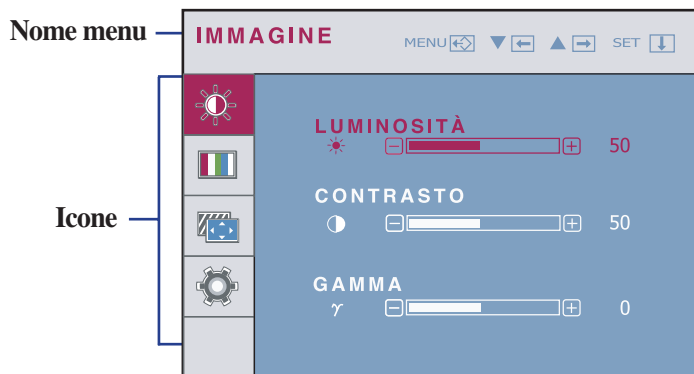 Nome menu
IMMAGINE MENU ▼ ▲ SET
LUMINOSITÀ
50
Icone
CONTRASTO
50
GAMMA
γ 0